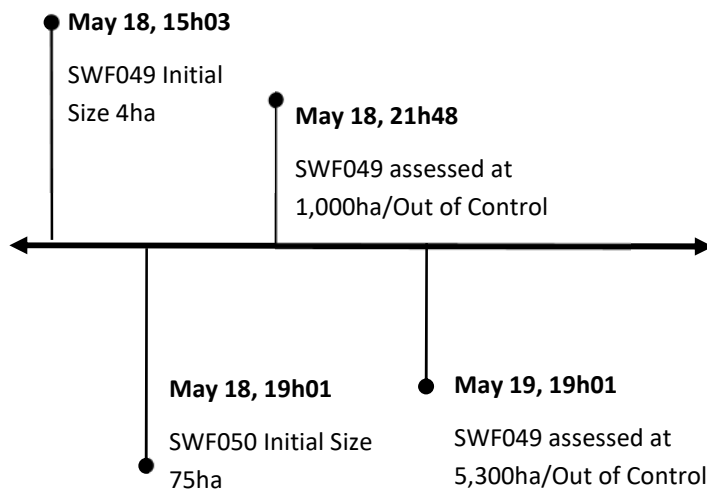 May 18, 15h03
SWF049 Initial
Size 4ha
May 18, 21h48
SWF049 assessed at
1,000ha/Out of Control
May 18, 19h01
SWF050 Initial Size
75ha
May 19, 19h01
SWF049 assessed at
5,300ha/Out of Control